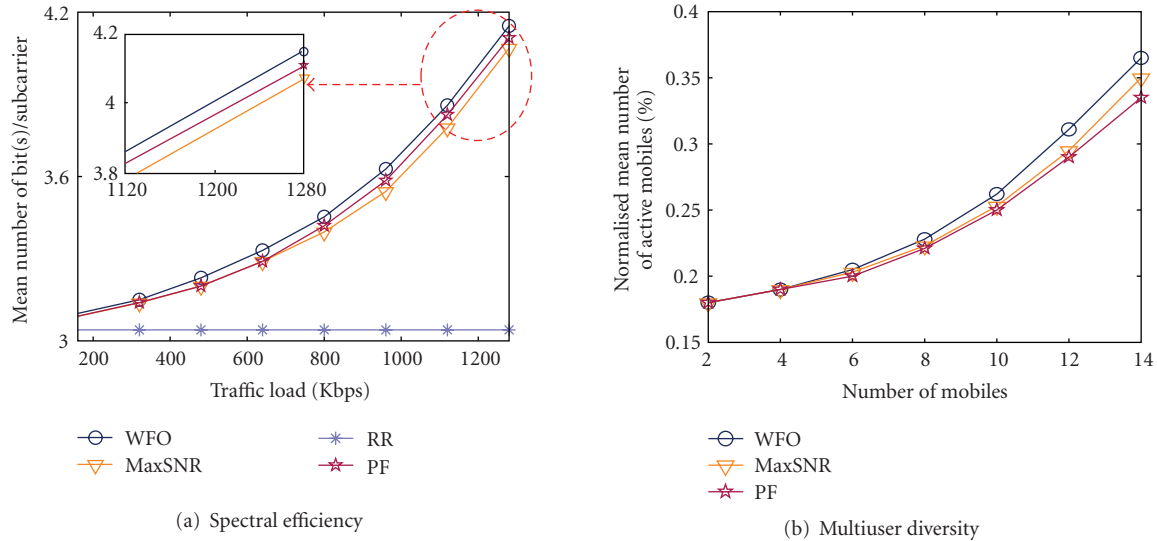 4.2
3.6
3
Mean number of bit(s)/subcarrier
4.2
4
3.8
1120
1200
1280
200
400
600
800
1000
1200
Traffic load (Kbps)
WFO
MaxSNR
RR
PF
(a) Spectral efficiency
0.4
0.35
0.3
0.25
0.2
0.15
Normalised mean number
of active mobiles (%)
2
4
6
8
10
12
14
Number of mobiles
WFO
MaxSNR
PF
(b) Multiuser diversity